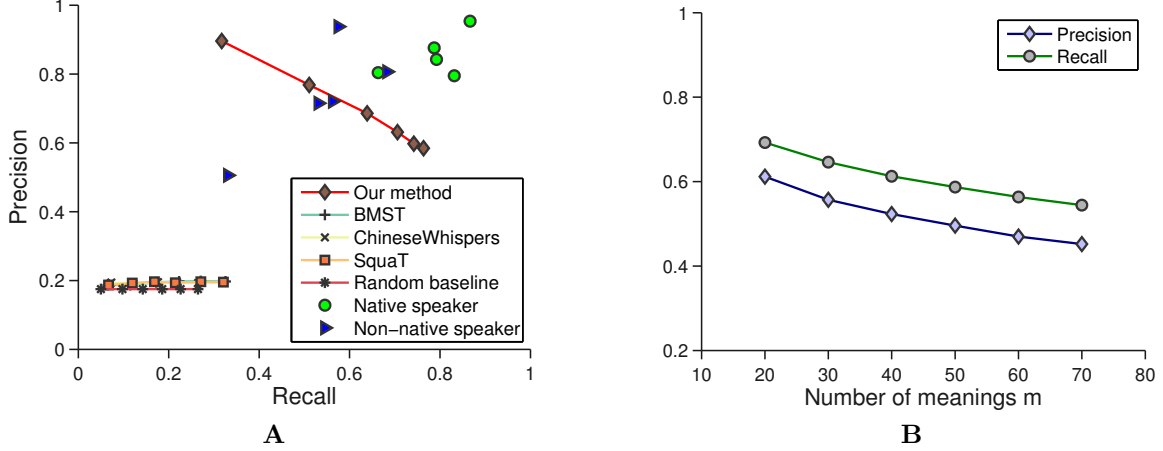 1
0.8
0.6
0.4
0.2
0
Precision
0
0.2
0.4
0.6
0.8
1
Recall
Our method
BMST
ChineseWhispers
SquaT
Random baseline
Native speaker
Non−native speaker
A
1
0.8
0.6
0.4
0.2
10
20
30
40
50
60
70
80
Number of meanings m
Precision
Recall
B